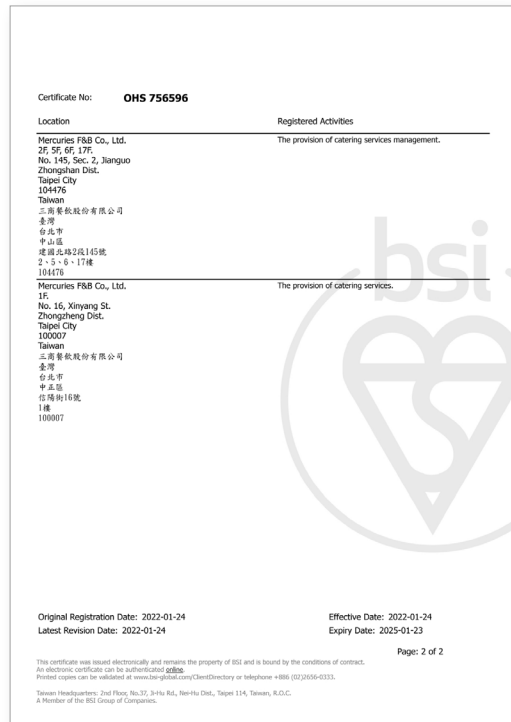 Certificate No: OHS 756596
Location Registered Activities
Mercuries F&B Co., Ltd. The provision of catering services management.
2F, 5F, 6F, 17F.
No. 145, Sec. 2, Jianguo
Zhongshan Dist.
Taipei City
104476
Taiwan
三商餐飲股份有限公司
臺灣
台北市
中山區
建國北路2段145號
2、5、6、17樓
104476
Mercuries F&B Co., Ltd. The provision of catering services.
1F.
No. 16, Xinyang St.
Zhongzheng Dist.
Taipei City
100007
Taiwan
三商餐飲股份有限公司
臺灣
台北市
中正區
信陽街16號
1樓
100007
bsi
Original Registration Date: 2022-01-24 Effective Date: 2022-01-24
Latest Revision Date: 2022-01-24 Expiry Date: 2025-01-23
Page: 2 of 2
This certificate was issued electronically and remains the property of BSI and is bound by the conditions of contract.
An electronic certificate can be authenticated online.
Printed copies can be validated at www.bsi-global.com/ClientDirectory or telephone +886 (02)2656-0333.
Taiwan Headquarters: 2nd Floor, No.37, Ji-Hu Rd., Nei-Hu Dist., Taipei 114, Taiwan, R.O.C.
A Member of the BSI Group of Companies.